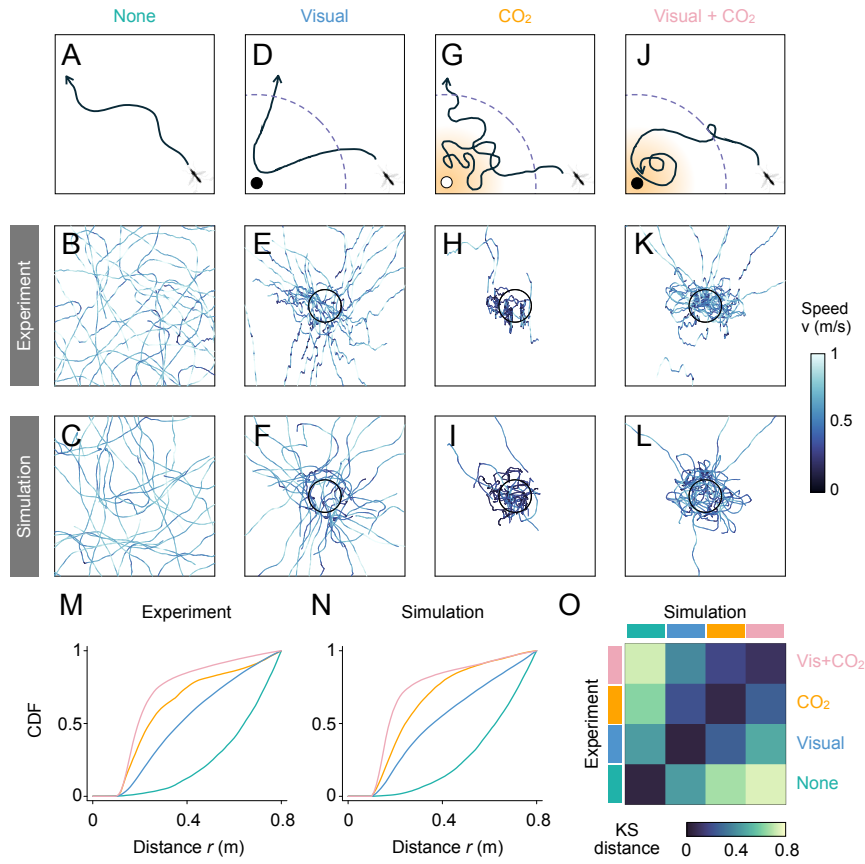 None
Visual
CO₂
Visual + CO₂
A
D
G
J
Experiment
B
E
H
K
Speed
v (m/s)
1
0.5
0
Simulation
C
F
I
L
M
Experiment
N
Simulation
O
Simulation
CDF
1
0.5
0
0
0.4
0.8
Distance r (m)
1
0.5
0
0
0.4
0.8
Distance r (m)
Experiment
Vis+CO₂
CO₂
Visual
None
KS
distance
0
0.4
0.8